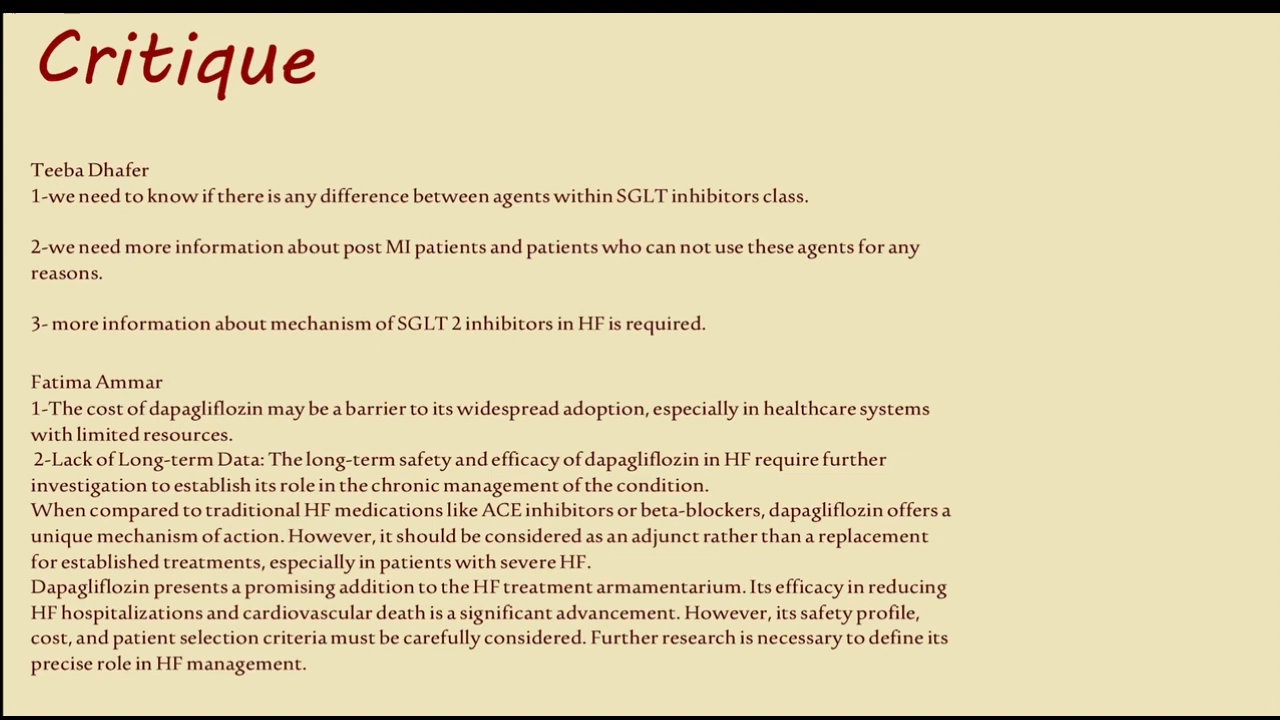 Critique
Teeba Dhafer
1-we need to know if there is any difference between agents within SGLT inhibitors class.
2-we need more information about post MI patients and patients who can not use these agents for any
reasons.
3- more information about mechanism of SGLT 2 inhibitors in HF is required.
Fatima Ammar
1-The cost of dapagliflozin may be a barrier to its widespread adoption, especially in healthcare systems
with limited resources.
2-Lack of Long-term Data: The long-term safety and efficacy of dapagliflozin in HF require further
investigation to establish its role in the chronic management of the condition.
When compared to traditional HF medications like ACE inhibitors or beta-blockers, dapagliflozin offers a
unique mechanism of action. However, it should be considered as an adjunct rather than a replacement
for established treatments, especially in patients with severe HF.
Dapagliflozin presents a promising addition to the HF treatment armamentarium. Its efficacy in reducing
HF hospitalizations and cardiovascular death is a significant advancement. However, its safety profile,
cost, and patient selection criteria must be carefully considered. Further research is necessary to define its
precise role in HF management.